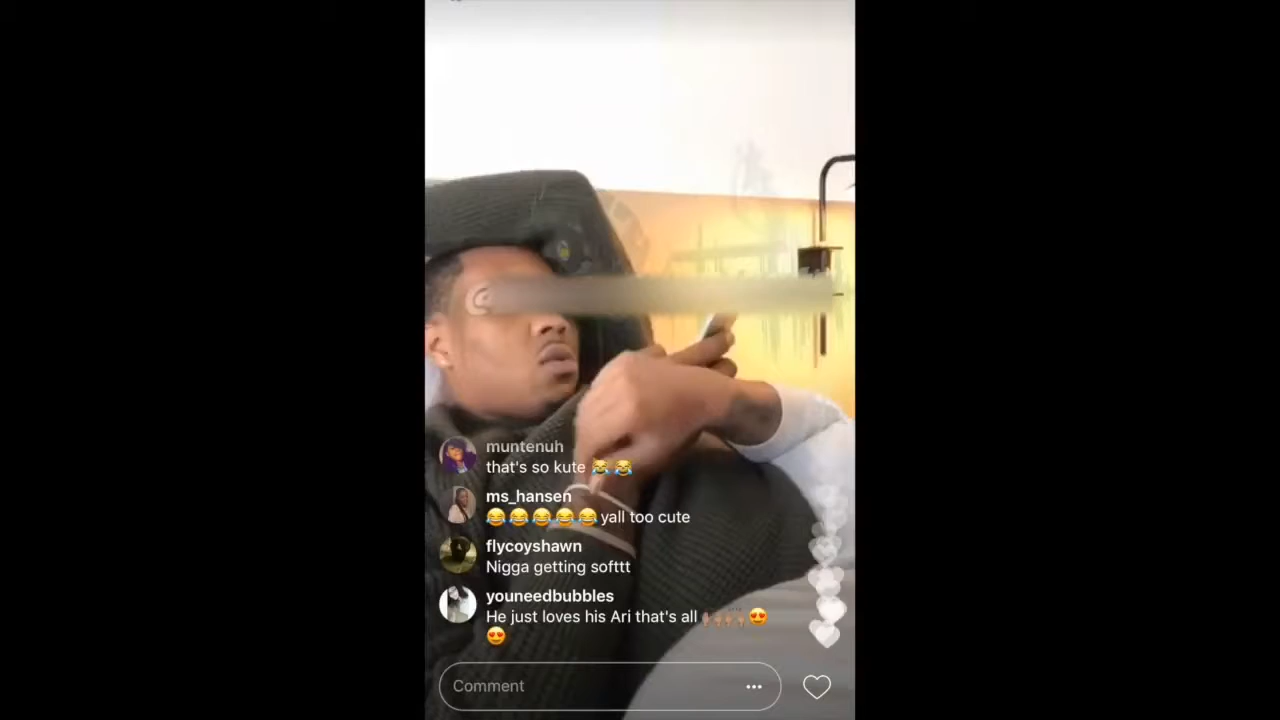 muntenuh
that's so kute 😹 😹
ms_hansen
😂😂😂😂😂 yall too cute
flycoyshawn
Nigga getting softtt
youneedbubbles
He just loves his Ari that's all 🙌🏽🙌🏽😍
😍
Comment